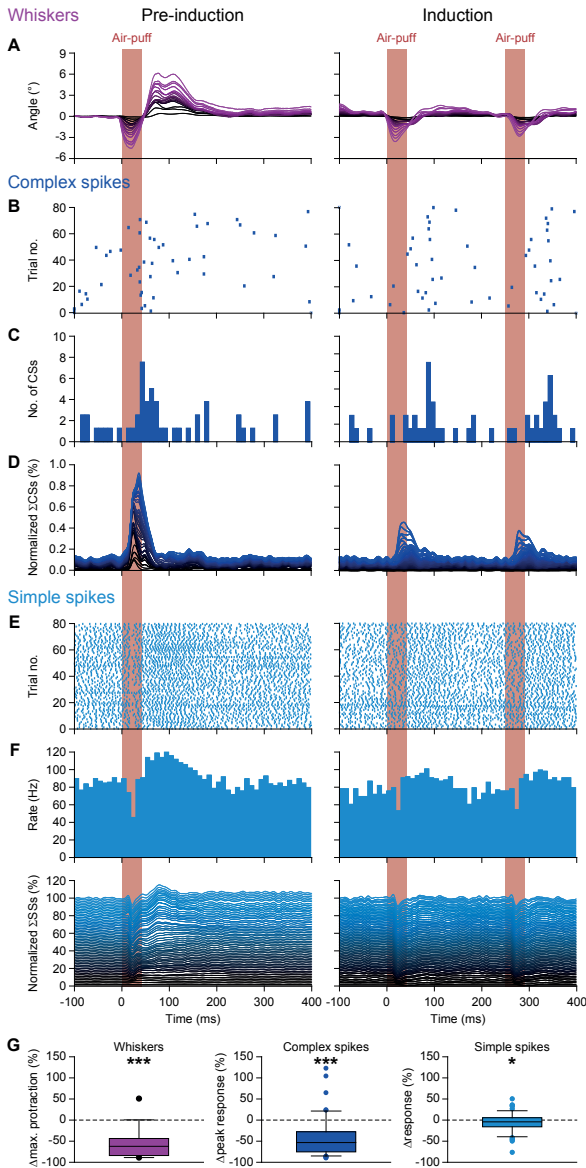 Whiskers Pre-induction Induction
Air-puff Air-puff Air-puff
A
Angle (°)
9
6
3
0
-3
-6
Complex spikes
B
Trial no.
80
60
40
20
0
C
No. of CSs
10
8
6
4
2
0
D
Normalized ΣCSs (%)
1.0
0.8
0.6
0.4
0.2
0.0
Simple spikes
E
Trial no.
80
60
40
20
0
F
Rate (Hz)
120
100
80
60
40
20
0
Normalized ΣSSs (%)
120
100
80
60
40
20
0
-100 0 100 200 300 400 -100 0 100 200 300 400
Time (ms) Time (ms)
G
Whiskers Complex spikes Simple spikes
*** *** *
Δmax. protraction (%)
150
100
50
0
-50
-100
Δpeak response (%)
150
100
50
0
-50
-100
Δresponse (%)
150
100
50
0
-50
-100